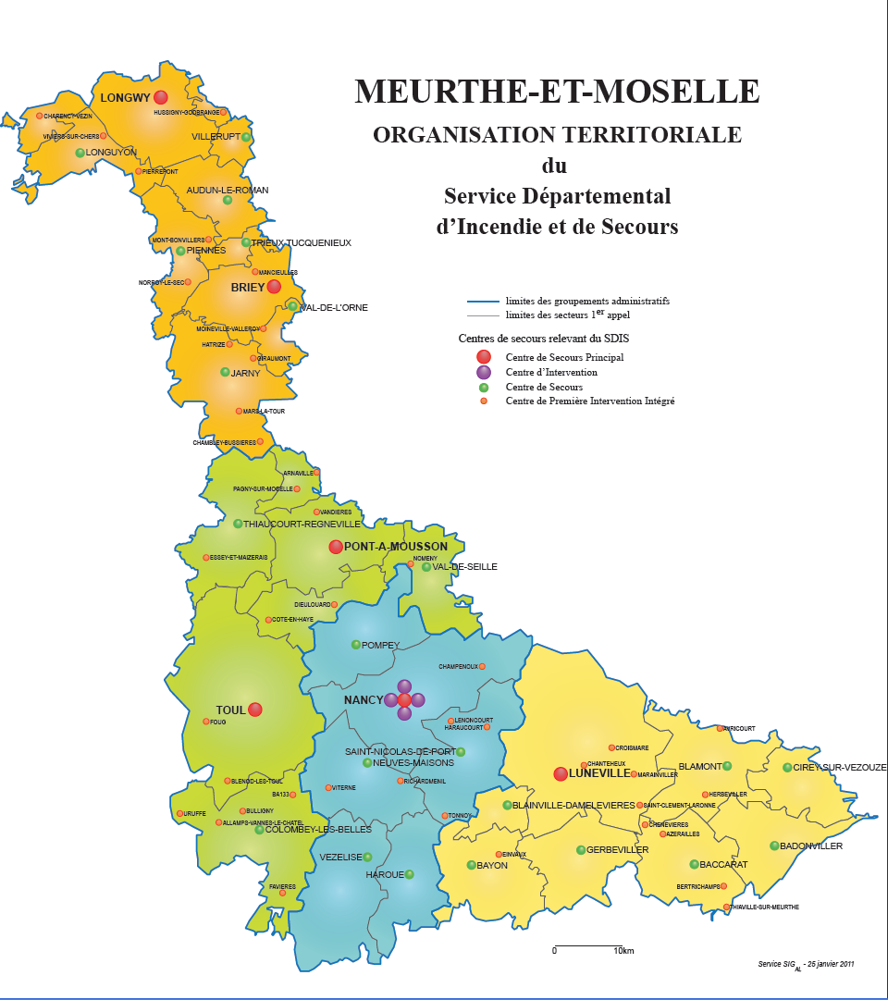 MEURTHE-ET-MOSELLE
ORGANISATION TERRITORIALE
du
Service Départemental
d'Incendie et de Secours
limites des groupements administratifs
limites des secteurs 1er appel
Centres de secours relevant du SDIS
Centre de Secours Principal
Centre d'Intervention
Centre de Secours
Centre de Première Intervention Intégré
LONGWY
HUSSIGNY-GODBRANGE
CHARENCY-VEZIN
VIVIERS-SUR-CHERS
VILLERUPT
LONGUYON
PIERREPONT
AUDUN-LE-ROMAN
MONT-BONVILLERS
TRIEUX-TUCQUENIEUX
PIENNES
MANCIEULLES
NORROY-LE-SEC
BRIEY
VAL-DE-L'ORNE
MOINEVILLE-VALLEROY
HATRIZE
GIRAUMONT
JARNY
MARS-LA-TOUR
CHAMBLEY-BUSSIERES
ARNAVILLE
PAGNY-SUR-MOSELLE
VANDIERES
THIAUCOURT-REGNEVILLE
PONT-A-MOUSSON
ESSEY-ET-MAIZERAIS
NOMENY
VAL-DE-SEILLE
DIEULOUARD
COTE-EN-HAYE
POMPEY
CHAMPENOUX
NANCY
TOUL
FOUG
LENONCOURT
HARAUCOURT
AVRICOURT
CROISMARE
SAINT-NICOLAS-DE-PORT
NEUVES-MAISONS
CHANTEHEUX
LUNEVILLE
MARAINVILLER
BLAMONT
CIREY-SUR-VEZOUZE
BLENOD-LES-TOUL
RICHARDMENIL
VITERNE
BA133
HERBEVILLER
BLAINVILLE-DAMELEVIERES
SAINT-CLEMENT-LARONNE
URUFFE
BULLIGNY
TONNOY
ALLAMPS-VANNES-LE-CHATEL
CHENEVIERES
COLOMBEY-LES-BELLES
AZERAILLES
BADONVILLER
GERBEVILLER
VEZELISE
EINVAUX
BAYON
BACCARAT
HAROUE
FAVIERES
BERTRICHAMPS
THIAVILLE-SUR-MEURTHE
0 10km
Service SIG AL - 25 janvier 2011